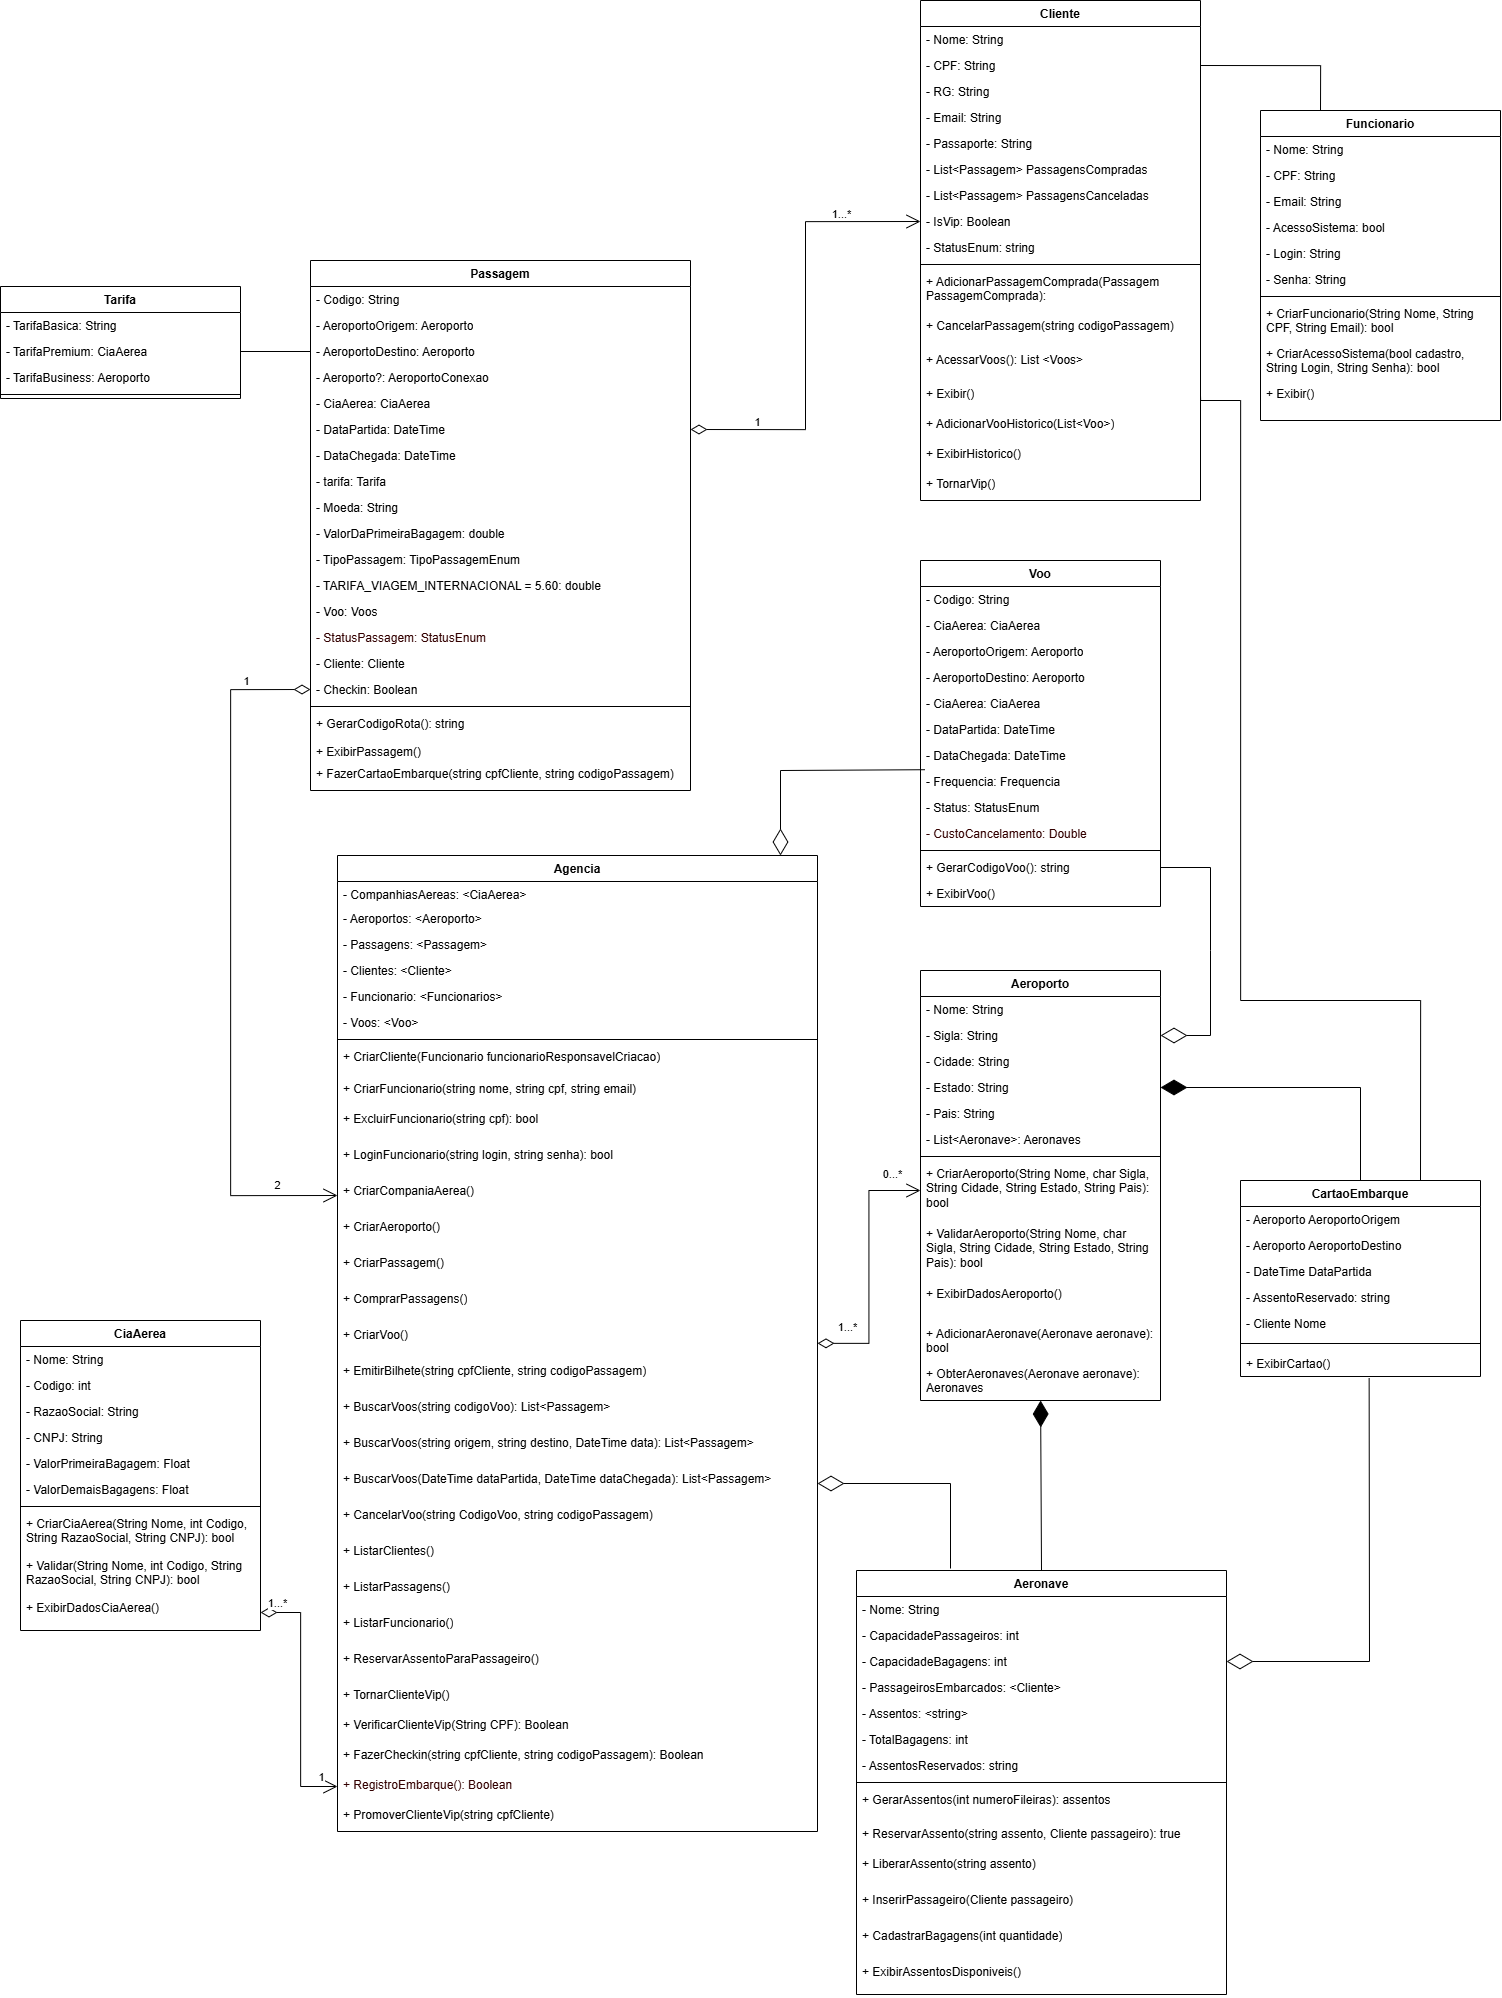 Cliente
- Nome: String
- CPF: String
- RG: String
- Email: String
- Passaporte: String
- List<Passagem> PassagensCompradas
- List<Passagem> PassagensCanceladas
- IsVip: Boolean
- StatusEnum: string
+ AdicionarPassagemComprada(Passagem
PassagemComprada):
+ CancelarPassagem(string codigoPassagem)
+ AcessarVoos(): List <Voos>
+ Exibir()
+ AdicionarVooHistorico(List<Voo>)
+ ExibirHistorico()
+ TornarVip()
Funcionario
- Nome: String
- CPF: String
- Email: String
- AcessoSistema: bool
- Login: String
- Senha: String
+ CriarFuncionario(String Nome, String
CPF, String Email): bool
+ CriarAcessoSistema(bool cadastro,
String Login, String Senha): bool
+ Exibir()
1...*
1
Tarifa
- TarifaBasica: String
- TarifaPremium: CiaAerea
- TarifaBusiness: Aeroporto
Passagem
- Codigo: String
- AeroportoOrigem: Aeroporto
- AeroportoDestino: Aeroporto
- Aeroporto?: AeroportoConexao
- CiaAerea: CiaAerea
- DataPartida: DateTime
- DataChegada: DateTime
- tarifa: Tarifa
- Moeda: String
- ValorDaPrimeiraBagagem: double
- TipoPassagem: TipoPassagemEnum
- TARIFA_VIAGEM_INTERNACIONAL = 5.60: double
- Voo: Voos
- StatusPassagem: StatusEnum
- Cliente: Cliente
- Checkin: Boolean
+ GerarCodigoRota(): string
+ ExibirPassagem()
+ FazerCartaoEmbarque(string cpfCliente, string codigoPassagem)
1
2
Voo
- Codigo: String
- CiaAerea: CiaAerea
- AeroportoOrigem: Aeroporto
- AeroportoDestino: Aeroporto
- CiaAerea: CiaAerea
- DataPartida: DateTime
- DataChegada: DateTime
- Frequencia: Frequencia
- Status: StatusEnum
- CustoCancelamento: Double
+ GerarCodigoVoo(): string
+ ExibirVoo()
Agencia
- CompanhiasAereas: <CiaAerea>
- Aeroportos: <Aeroporto>
- Passagens: <Passagem>
- Clientes: <Cliente>
- Funcionario: <Funcionarios>
- Voos: <Voo>
+ CriarCliente(Funcionario funcionarioResponsavelCriacao)
+ CriarFuncionario(string nome, string cpf, string email)
+ ExcluirFuncionario(string cpf): bool
+ LoginFuncionario(string login, string senha): bool
+ CriarCompaniaAerea()
+ CriarAeroporto()
+ CriarPassagem()
+ ComprarPassagens()
+ CriarVoo()
+ EmitirBilhete(string cpfCliente, string codigoPassagem)
+ BuscarVoos(string codigoVoo): List<Passagem>
+ BuscarVoos(string origem, string destino, DateTime data): List<Passagem>
+ BuscarVoos(DateTime dataPartida, DateTime dataChegada): List<Passagem>
+ CancelarVoo(string CodigoVoo, string codigoPassagem)
+ ListarClientes()
+ ListarPassagens()
+ ListarFuncionario()
+ ReservarAssentoParaPassageiro()
+ TornarClienteVip()
+ VerificarClienteVip(String CPF): Boolean
+ FazerCheckin(string cpfCliente, string codigoPassagem): Boolean
+ RegistroEmbarque(): Boolean
+ PromoverClienteVip(string cpfCliente)
0...*
1...*
Aeroporto
- Nome: String
- Sigla: String
- Cidade: String
- Estado: String
- Pais: String
- List<Aeronave>: Aeronaves
+ CriarAeroporto(String Nome, char Sigla,
String Cidade, String Estado, String Pais):
bool
+ ValidarAeroporto(String Nome, char
Sigla, String Cidade, String Estado, String
Pais): bool
+ ExibirDadosAeroporto()
+ AdicionarAeronave(Aeronave aeronave):
bool
+ ObterAeronaves(Aeronave aeronave):
Aeronaves
CartaoEmbarque
- Aeroporto AeroportoOrigem
- Aeroporto AeroportoDestino
- DateTime DataPartida
- AssentoReservado: string
- Cliente Nome
+ ExibirCartao()
CiaAerea
- Nome: String
- Codigo: int
- RazaoSocial: String
- CNPJ: String
- ValorPrimeiraBagagem: Float
- ValorDemaisBagagens: Float
+ CriarCiaAerea(String Nome, int Codigo,
String RazaoSocial, String CNPJ): bool
+ Validar(String Nome, int Codigo, String
RazaoSocial, String CNPJ): bool
+ ExibirDadosCiaAerea()
1...*
1
Aeronave
- Nome: String
- CapacidadePassageiros: int
- CapacidadeBagagens: int
- PassageirosEmbarcados: <Cliente>
- Assentos: <string>
- TotalBagagens: int
- AssentosReservados: string
+ GerarAssentos(int numeroFileiras): assentos
+ ReservarAssento(string assento, Cliente passageiro): true
+ LiberarAssento(string assento)
+ InserirPassageiro(Cliente passageiro)
+ CadastrarBagagens(int quantidade)
+ ExibirAssentosDisponiveis()